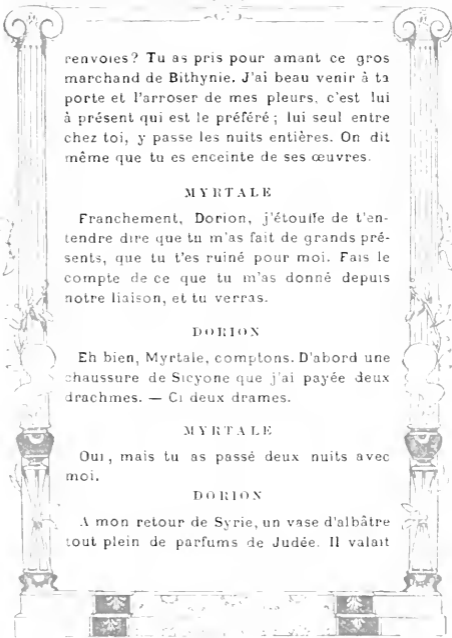 renvoies? Tu as pris pour amant ce gros
marchand de Bithynie. J'ai beau venir à ta
porte et l'arroser de mes pleurs, c'est lui
à présent qui est le préféré; lui seul entre
chez toi, y passe les nuits entières. On dit
même que tu es enceinte de ses œuvres.
MYRTALE
Franchement, Dorion, j'étouffe de t'en-
tendre dire que tu m'as fait de grands pré-
sents, que tu t'es ruiné pour moi. Fais le
compte de ce que tu m'as donné depuis
notre liaison, et tu verras.
DORION
Eh bien, Myrtale, comptons. D'abord une
chaussure de Sicyone que j'ai payée deux
drachmes. — Ci deux drames.
MYRTALE
Oui, mais tu as passé deux nuits avec
moi.
DORION
A mon retour de Syrie, un vase d'albâtre
tout plein de parfums de Judée. Il valait